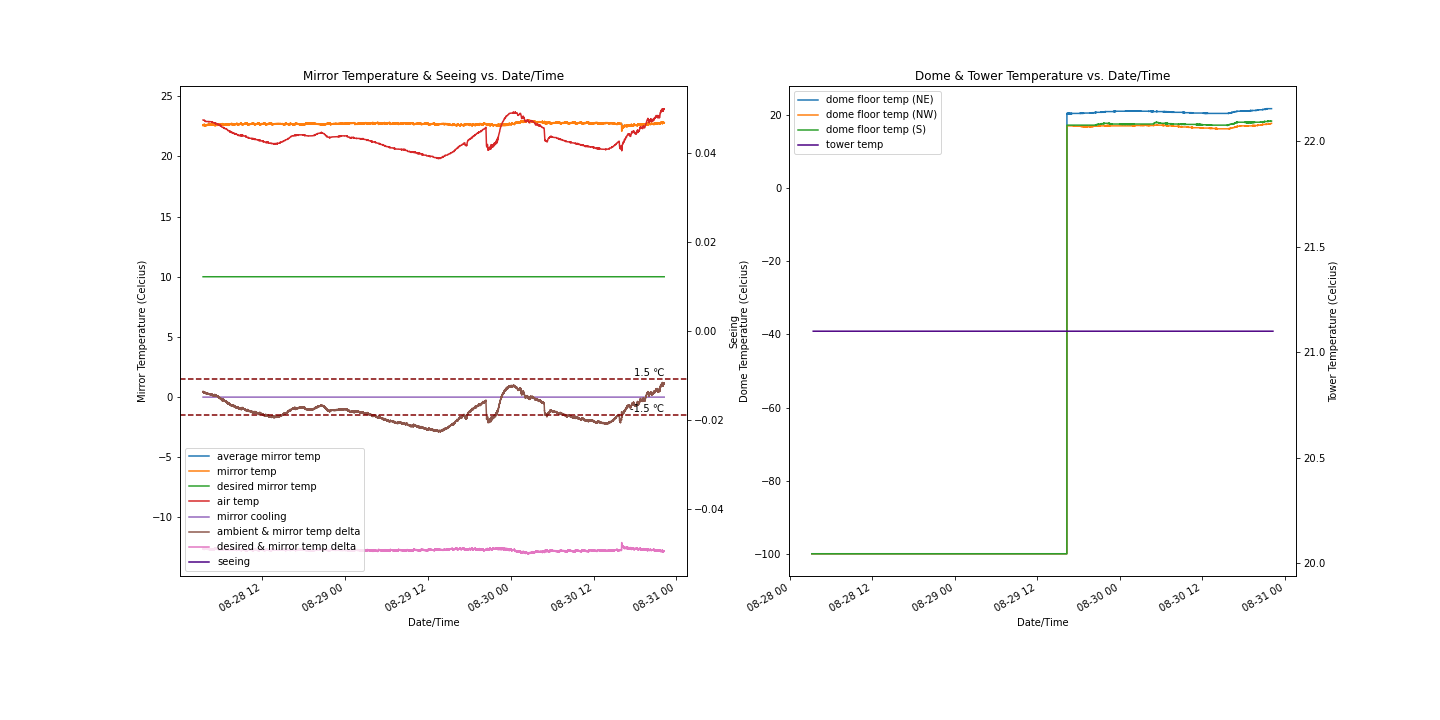 Mirror Temperature & Seeing vs. Date/Time
25
20
15
10
5
0
−5
−10
Mirror Temperature (Celcius)
0.04
0.02
0.00
−0.02
−0.04
Seeing
1.5 °C
-1.5 °C
average mirror temp
mirror temp
desired mirror temp
air temp
mirror cooling
ambient & mirror temp delta
desired & mirror temp delta
seeing
08-28 12
08-29 00
08-29 12
08-30 00
08-30 12
08-31 00
Date/Time
Dome & Tower Temperature vs. Date/Time
dome floor temp (NE)
dome floor temp (NW)
dome floor temp (S)
tower temp
20
0
−20
−40
−60
−80
−100
Dome Temperature (Celcius)
22.0
21.5
21.0
20.5
20.0
Tower Temperature (Celcius)
08-28 00
08-28 12
08-29 00
08-29 12
08-30 00
08-30 12
08-31 00
Date/Time